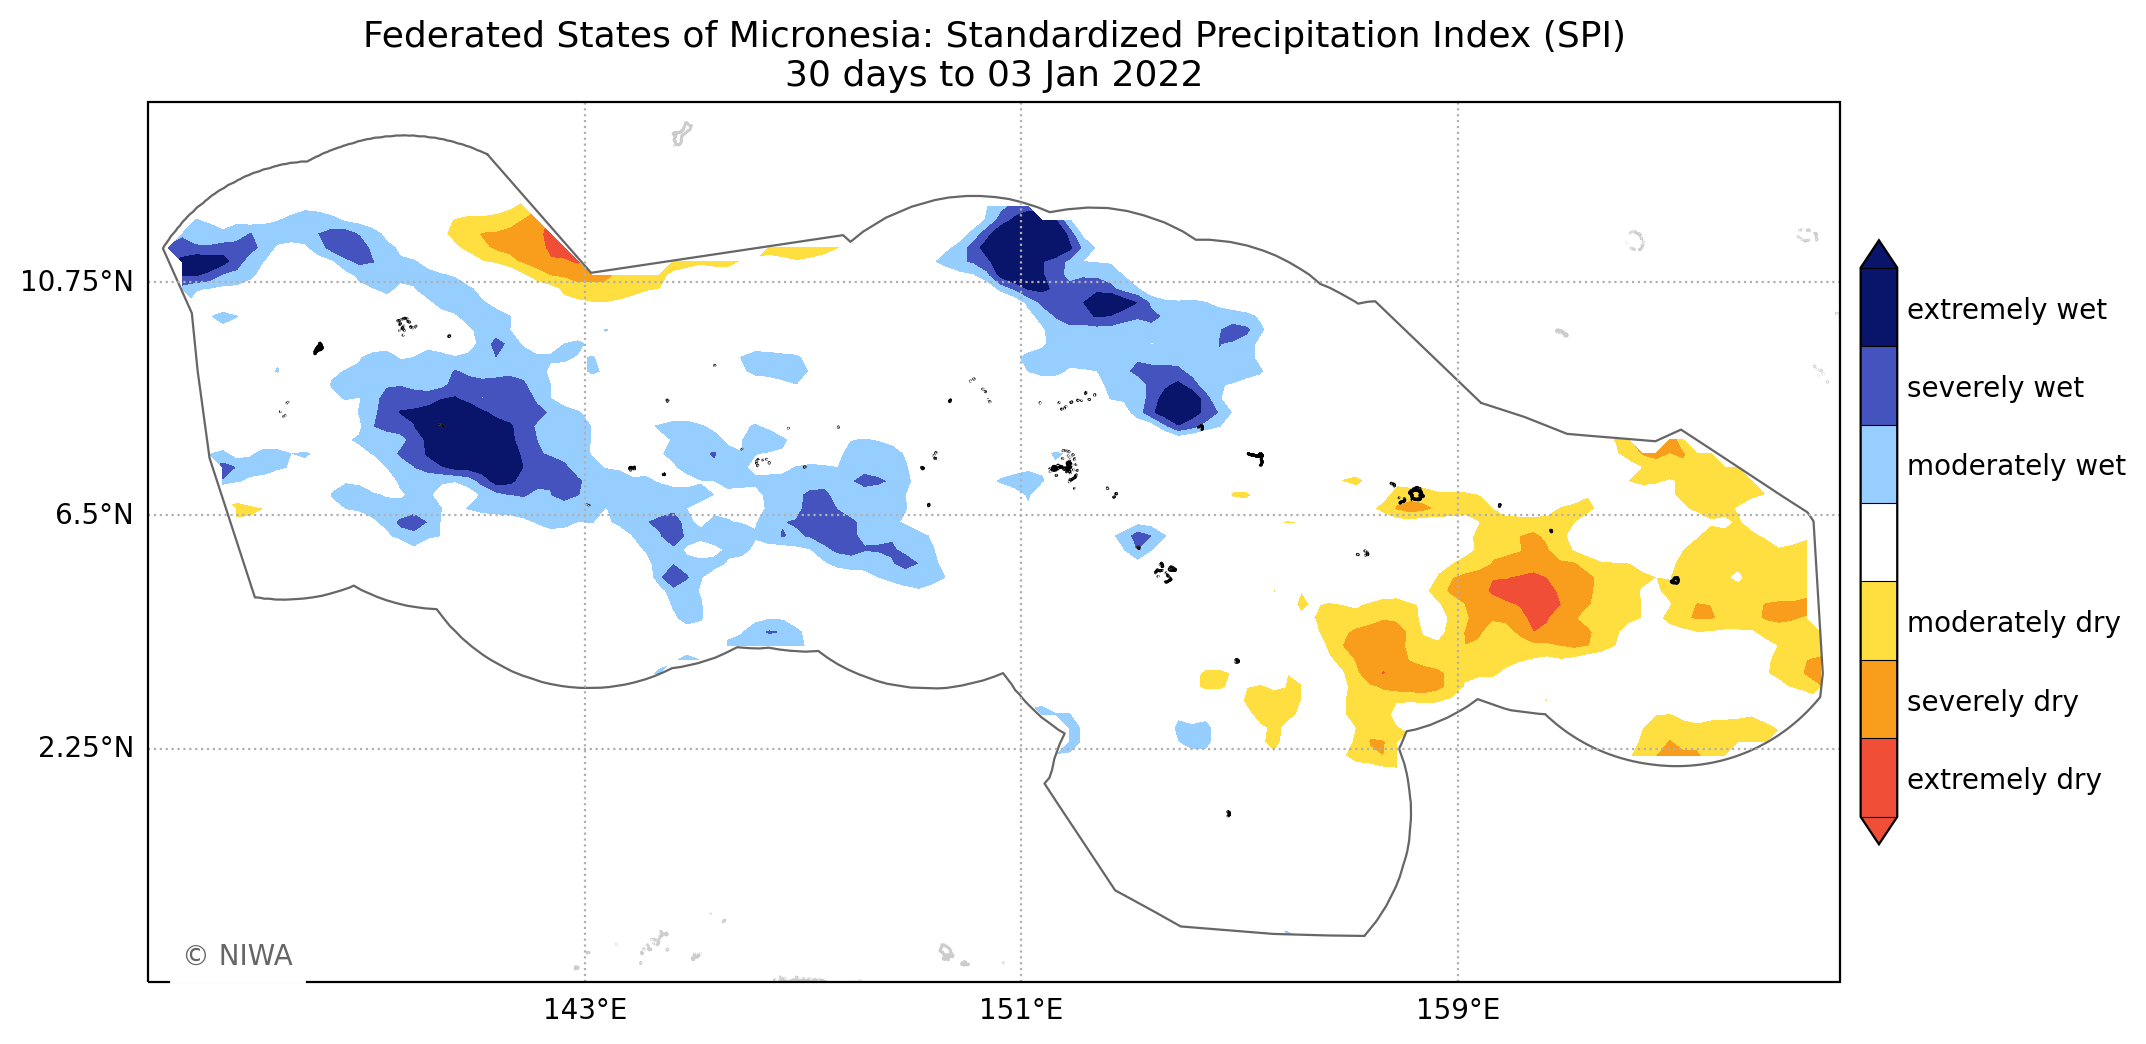 Federated States of Micronesia: Standardized Precipitation Index (SPI)
30 days to 03 Jan 2022
10.75°N
6.5°N
2.25°N
143°E
151°E
159°E
extremely wet
severely wet
moderately wet
moderately dry
severely dry
extremely dry
© NIWA